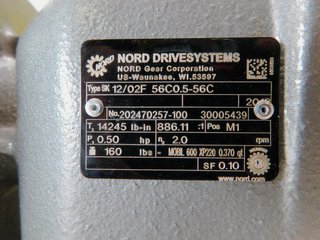 NORD
NORD DRIVESYSTEMS
NORD Gear Corporation
US-Waunakee, WI.53597
Type SK 12/02F 56C0.5-56C
No.202470257-100 30005439
T₂ 14245 lb-in 886.11 :1 Pos M1
P₁ 0.50 hp n₂ 2.0 rpm
160 lbs - MOBIL 600 XP220 0.370 qt.
SF 0.10
www.nord.com